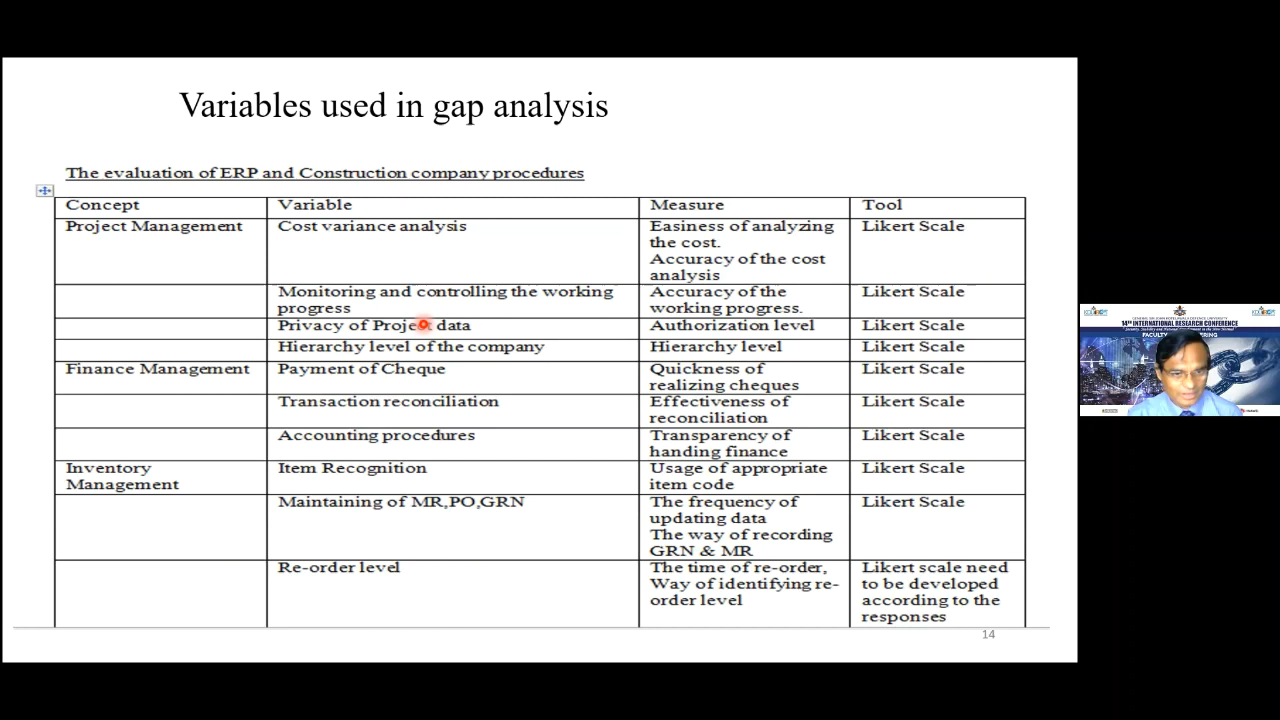 Variables used in gap analysis
The evaluation of ERP and Construction company procedures
Concept Variable Measure Tool
Project Management Cost variance analysis Easiness of analyzing Likert Scale
the cost.
Accuracy of the cost
analysis
Monitoring and controlling the working Accuracy of the Likert Scale
progress working progress.
Privacy of Project data Authorization level Likert Scale
Hierarchy level of the company Hierarchy level Likert Scale
Finance Management Payment of Cheque Quickness of Likert Scale
realizing cheques
Transaction reconciliation Effectiveness of Likert Scale
reconciliation
Accounting procedures Transparency of Likert Scale
handing finance
Inventory Item Recognition Usage of appropriate Likert Scale
Management item code
Maintaining of MR,PO,GRN The frequency of Likert Scale
updating data
The way of recording
GRN & MR
Re-order level The time of re-order, Likert scale need
Way of identifying re- to be developed
order level according to the
responses
14
14TH INTERNATIONAL RESEARCH CONFERENCE